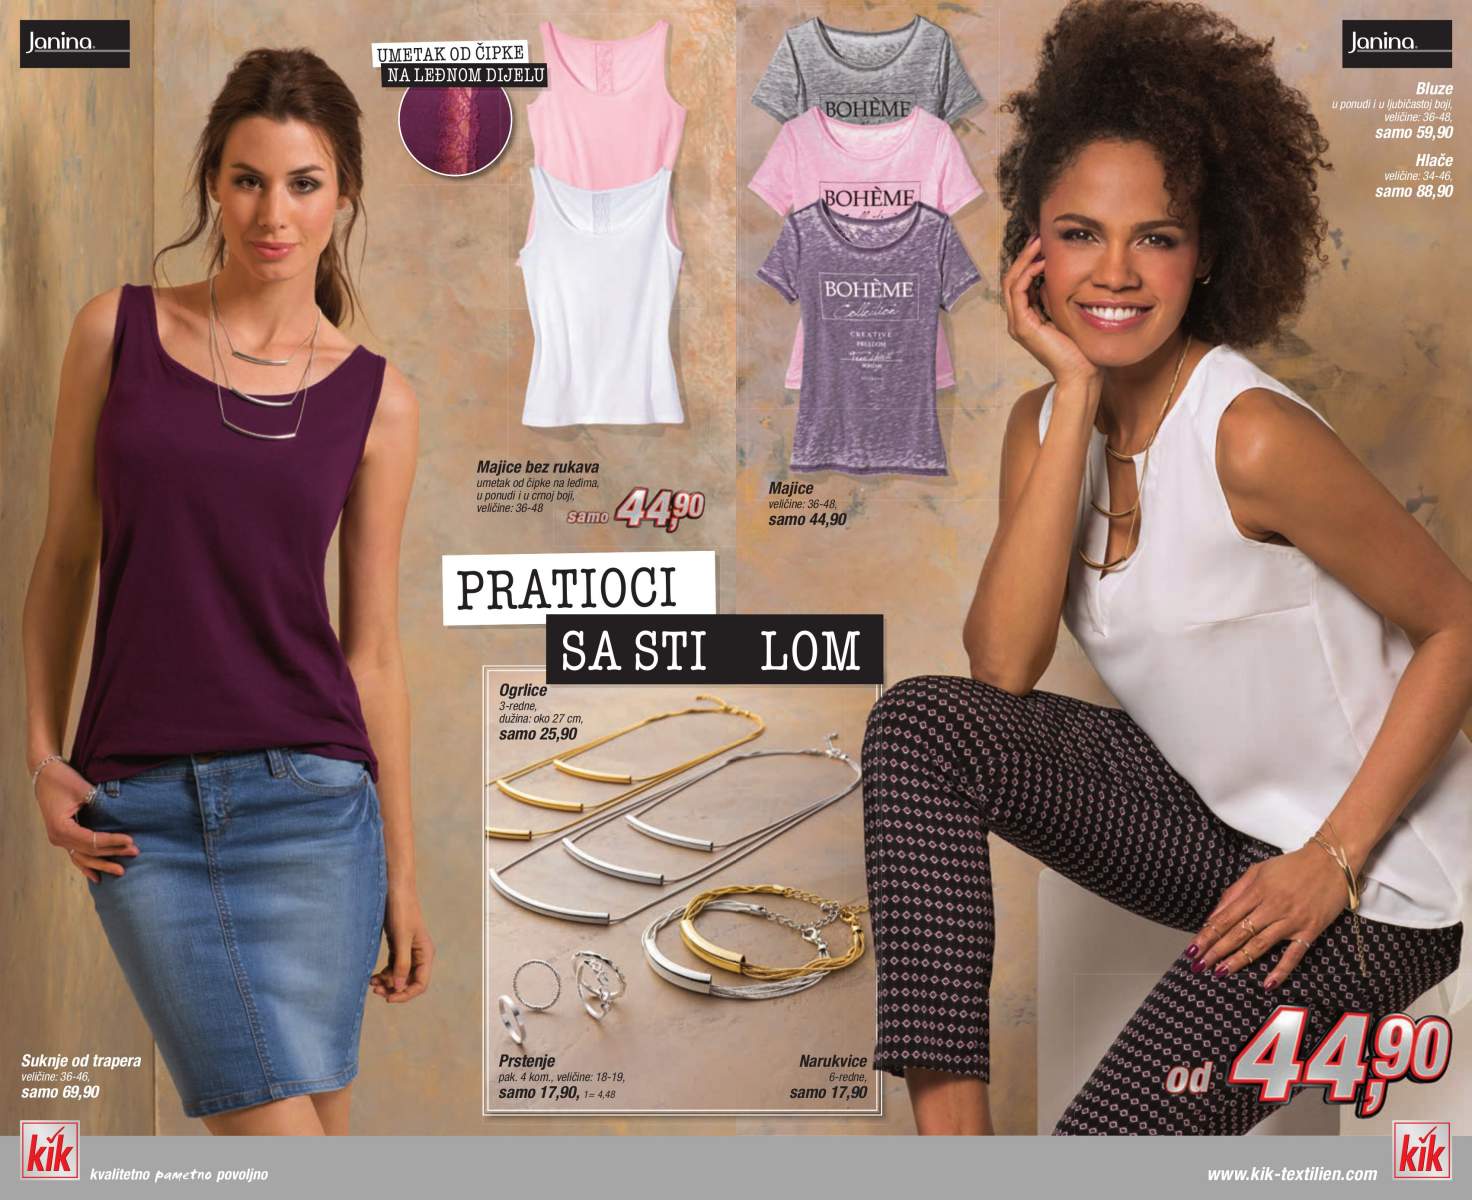 Janina
UMETAK OD ČIPKE
NA LEĐNOM DIJELU
Majice bez rukava
umetak od čipke na leđima,
u ponudi i u crnoj boji,
veličine: 36-48
samo 44,90
BOHÈME
BOHÈME
BOHÈME
Collection
CREATIVE
FREEDOM
Majice
veličine: 36-48,
samo 44,90
Janina
Bluze
u ponudi i u ljubičastoj boji,
veličine: 36-48,
samo 59,90
Hlače
veličine: 34-46,
samo 88,90
PRATIOCI
SA STI LOM
Ogrlice
3-redne,
dužina: oko 27 cm,
samo 25,90
Prstenje
pak. 4 kom., veličine: 18-19,
samo 17,90, 1= 4,48
Narukvice
6-redne,
samo 17,90
Suknje od trapera
veličine: 36-46,
samo 69,90
od 44,90
kik
kvalitetno pametno povoljno
www.kik-textilien.com
kik